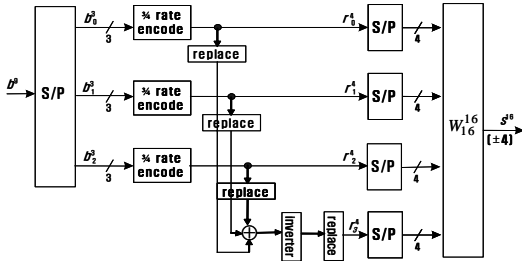 b⁹
S/P
b₀³
3
¾ rate
encode
replace
r₀⁴
S/P
4
b₁³
3
¾ rate
encode
replace
r₁⁴
S/P
4
b₂³
3
¾ rate
encode
replace
r₂⁴
S/P
4
inverter
replace
r₃⁴
S/P
4
W₁₆¹⁶
s¹⁶
(±4)